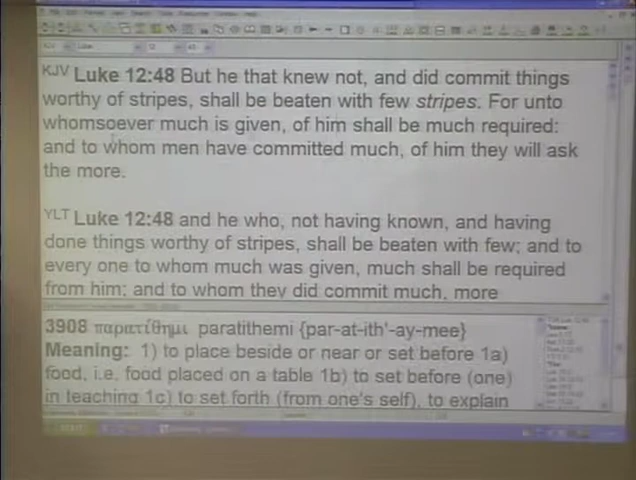 KJV Luke 12:48 But he that knew not, and did commit things
worthy of stripes, shall be beaten with few stripes. For unto
whomsoever much is given, of him shall be much required:
and to whom men have committed much, of him they will ask
the more.
YLT Luke 12:48 and he who, not having known, and having
done things worthy of stripes, shall be beaten with few; and to
every one to whom much was given, much shall be required
from him; and to whom they did commit much, more
3908 παρατίθημι paratithemi {par-at-ith'-ay-mee}
Meaning: 1) to place beside or near or set before 1a)
food, i.e. food placed on a table 1b) to set before (one)
in teaching 1c) to set forth (from one's self), to explain